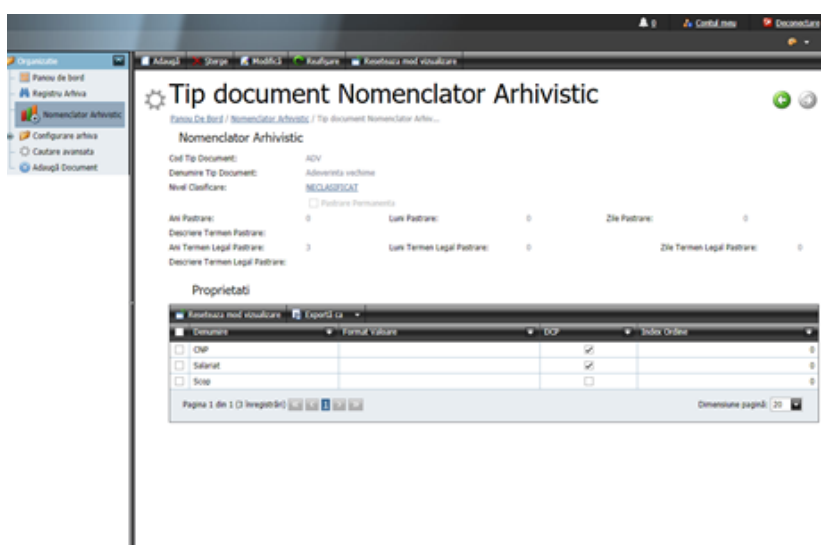 0 Contul meu Deconectare
Organizatie
Adaugă Șterge Modifică Reafișare Reseteaza mod vizualizare
Panou de bord
Registru Arhiva
Nomenclator Arhivistic
Configurare arhiva
Cautare avansata
Adaugă Document
Tip document Nomenclator Arhivistic
Panou De Bord / Nomenclator Arhivistic / Tip document Nomenclator Arhiv...
Nomenclator Arhivistic
Cod Tip Document: ADV
Denumire Tip Document: Adeverinta vechime
Nivel Clasificare: NECLASIFICAT
Pastrare Permanenta
Ani Pastrare: 0 Luni Pastrare: 0 Zile Pastrare: 0
Descriere Termen Pastrare:
Ani Termen Legal Pastrare: 3 Luni Termen Legal Pastrare: 0 Zile Termen Legal Pastrare: 0
Descriere Termen Legal Pastrare:
Proprietati
Reseteaza mod vizualizare Exportă ca
Denumire Format Valoare DCP Index Ordine
CNP 0
Salariat 0
Scop 0
Pagina 1 din 1 (3 înregistrări) 1 Dimensiune pagină: 20